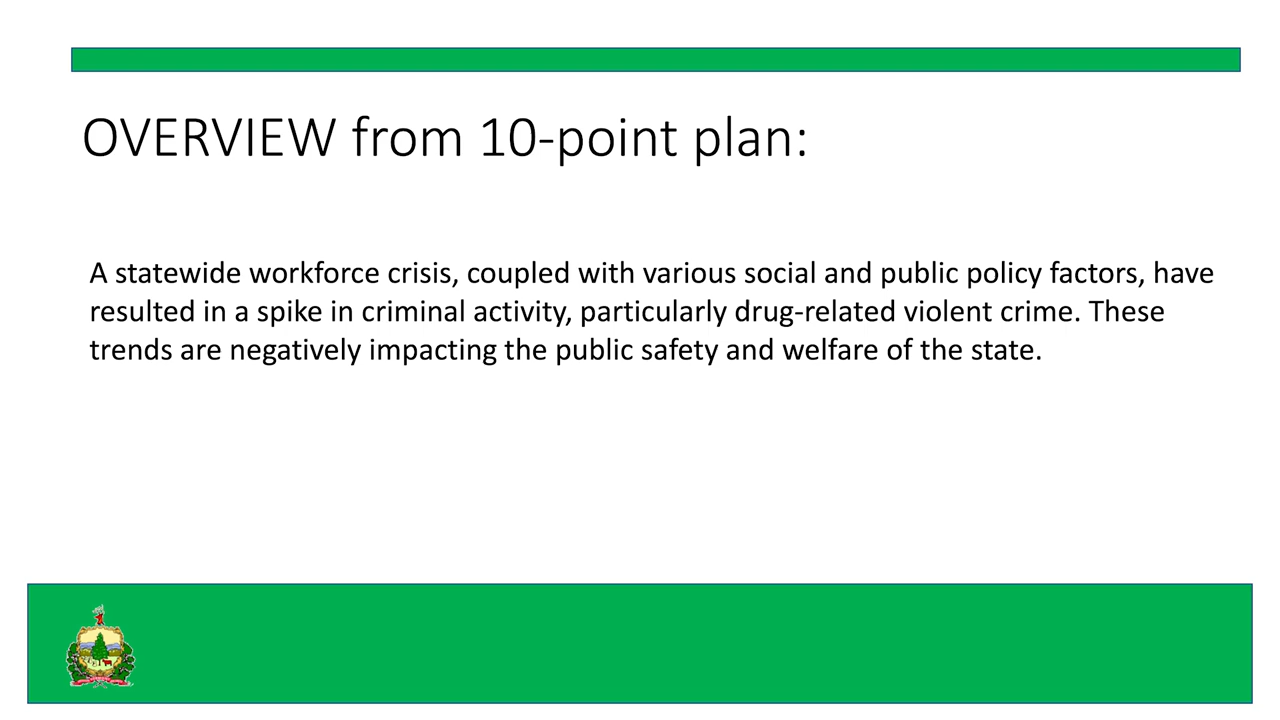 OVERVIEW from 10-point plan:
A statewide workforce crisis, coupled with various social and public policy factors, have
resulted in a spike in criminal activity, particularly drug-related violent crime. These
trends are negatively impacting the public safety and welfare of the state.